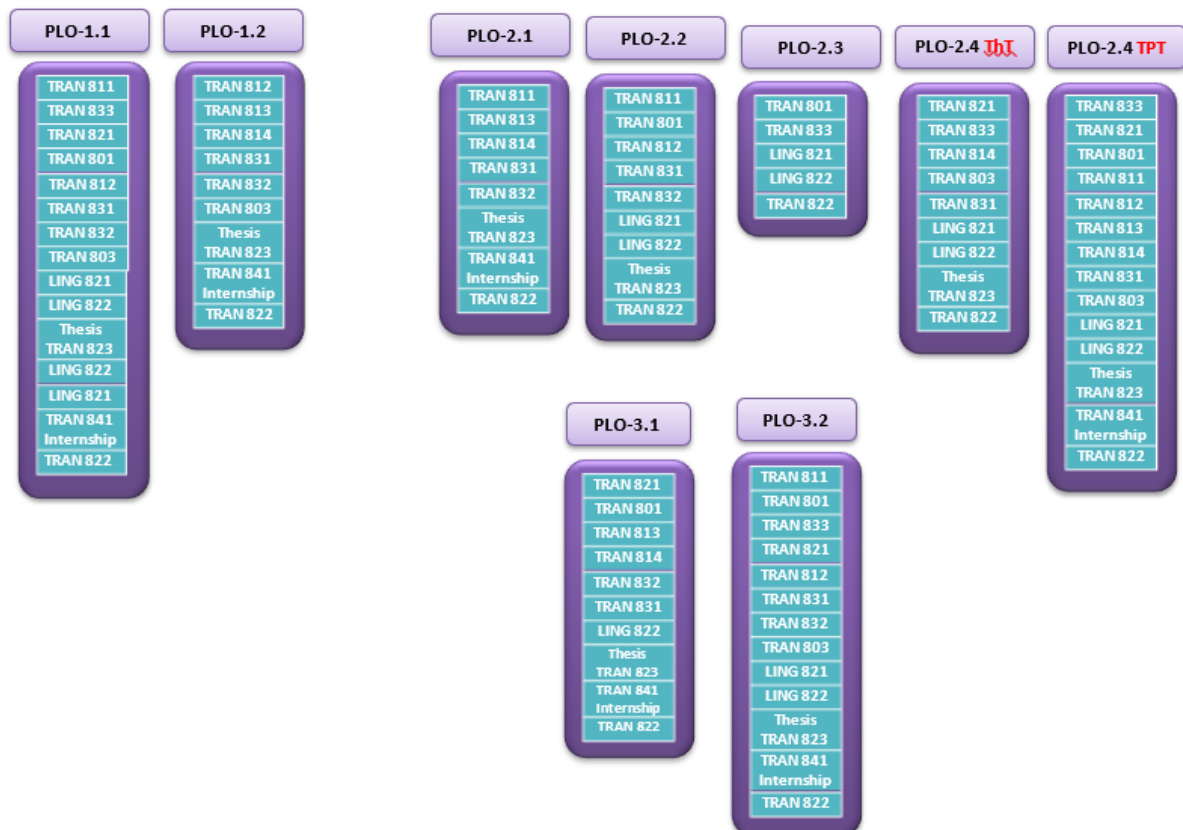 PLO-1.1
TRAN 811
TRAN 833
TRAN 821
TRAN 801
TRAN 812
TRAN 831
TRAN 832
TRAN 803
LING 821
LING 822
Thesis
TRAN 823
LING 822
LING 821
TRAN 841
Internship
TRAN 822
PLO-1.2
TRAN 812
TRAN 813
TRAN 814
TRAN 831
TRAN 832
TRAN 803
Thesis
TRAN 823
TRAN 841
Internship
TRAN 822
PLO-2.1
TRAN 811
TRAN 813
TRAN 814
TRAN 831
TRAN 832
Thesis
TRAN 823
TRAN 841
Internship
TRAN 822
PLO-2.2
TRAN 811
TRAN 801
TRAN 812
TRAN 831
TRAN 832
LING 821
LING 822
Thesis
TRAN 823
TRAN 822
PLO-2.3
TRAN 801
TRAN 833
LING 821
LING 822
TRAN 822
PLO-2.4 ThT
TRAN 821
TRAN 833
TRAN 814
TRAN 803
TRAN 831
LING 821
LING 822
Thesis
TRAN 823
TRAN 822
PLO-2.4 TPT
TRAN 833
TRAN 821
TRAN 801
TRAN 811
TRAN 812
TRAN 813
TRAN 814
TRAN 831
TRAN 803
LING 821
LING 822
Thesis
TRAN 823
TRAN 841
Internship
TRAN 822
PLO-3.1
TRAN 821
TRAN 801
TRAN 813
TRAN 814
TRAN 832
TRAN 831
LING 822
Thesis
TRAN 823
TRAN 841
Internship
TRAN 822
PLO-3.2
TRAN 811
TRAN 801
TRAN 833
TRAN 821
TRAN 812
TRAN 831
TRAN 832
TRAN 803
LING 821
LING 822
Thesis
TRAN 823
TRAN 841
Internship
TRAN 822